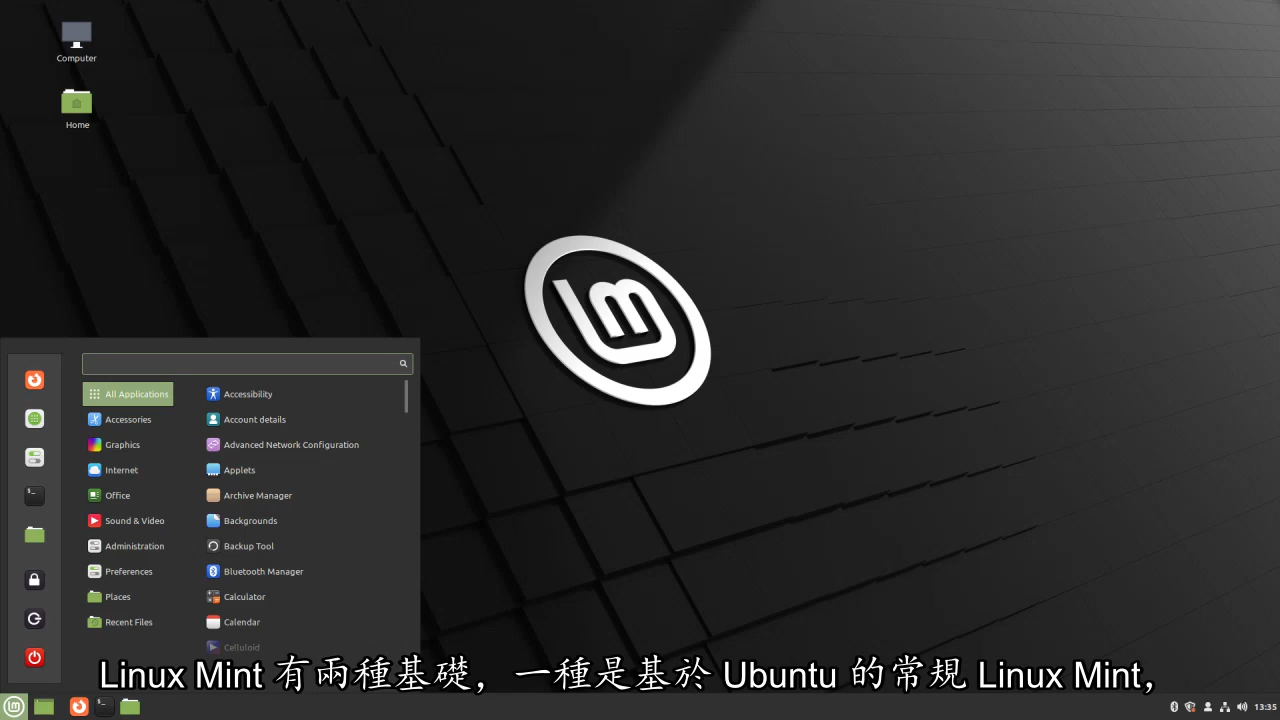 Computer
Home
All Applications
Accessories
Graphics
Internet
Office
Sound & Video
Administration
Preferences
Places
Recent Files
Accessibility
Account details
Advanced Network Configuration
Applets
Archive Manager
Backgrounds
Backup Tool
Bluetooth Manager
Calculator
Calendar
Celluloid
Linux Mint 有兩種基礎，一種是基於 Ubuntu 的常規 Linux Mint，
13:35